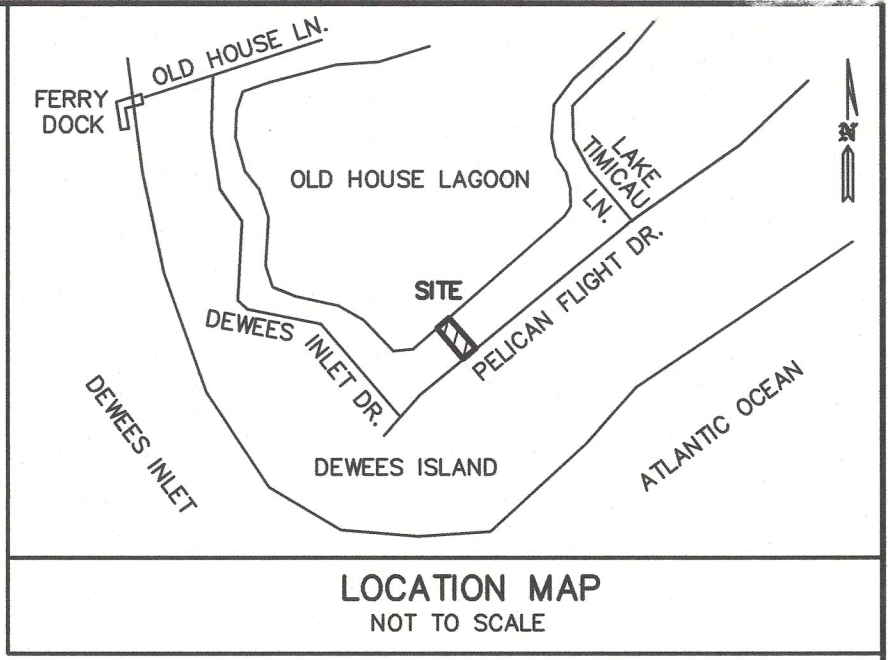 OLD HOUSE LN.
FERRY
DOCK
OLD HOUSE LAGOON
LAKE
TIMICAU
LN.
N
SITE
PELICAN FLIGHT DR.
DEWEES INLET DR.
DEWEES INLET
DEWEES ISLAND
ATLANTIC OCEAN
LOCATION MAP
NOT TO SCALE